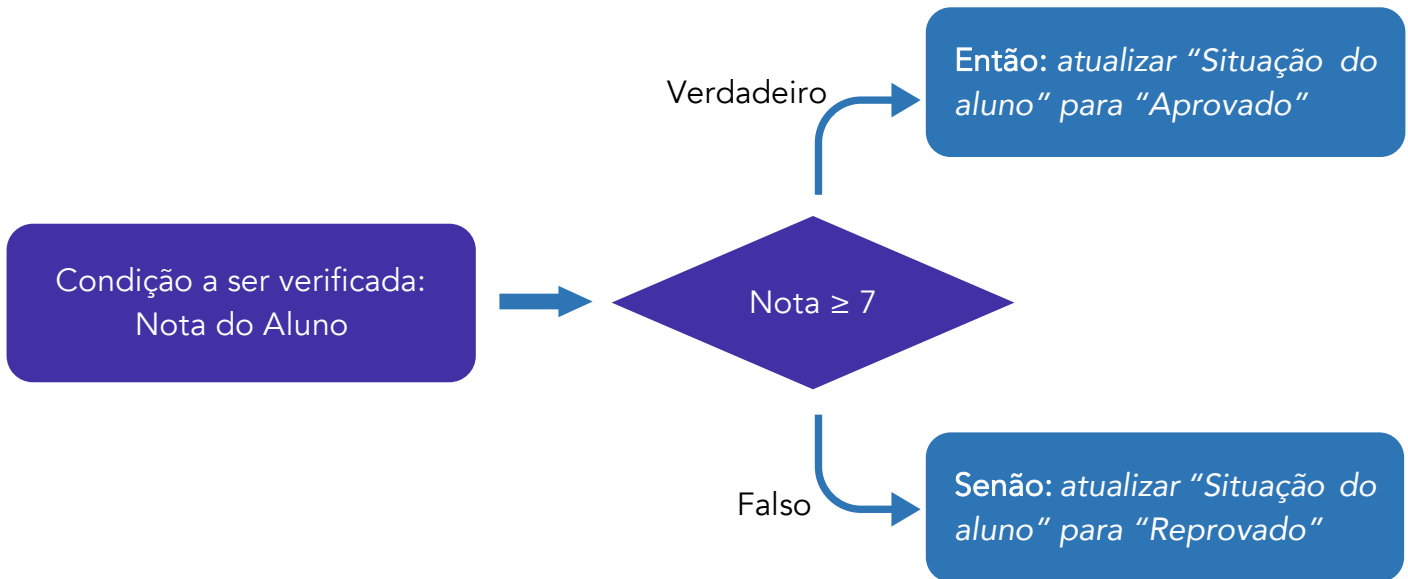 Verdadeiro
Então: atualizar “Situação do
aluno” para “Aprovado”
Condição a ser verificada:
Nota do Aluno
Nota ≥ 7
Falso
Senão: atualizar “Situação do
aluno” para “Reprovado”